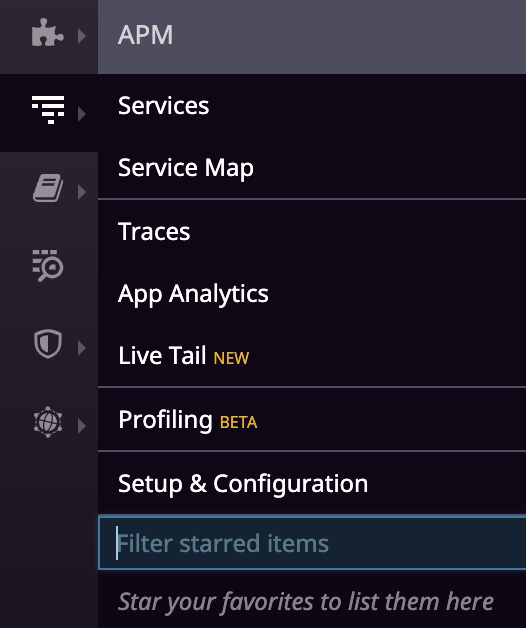 APM
Services
Service Map
Traces
App Analytics
Live Tail NEW
Profiling BETA
Setup & Configuration
Filter starred items
Star your favorites to list them here